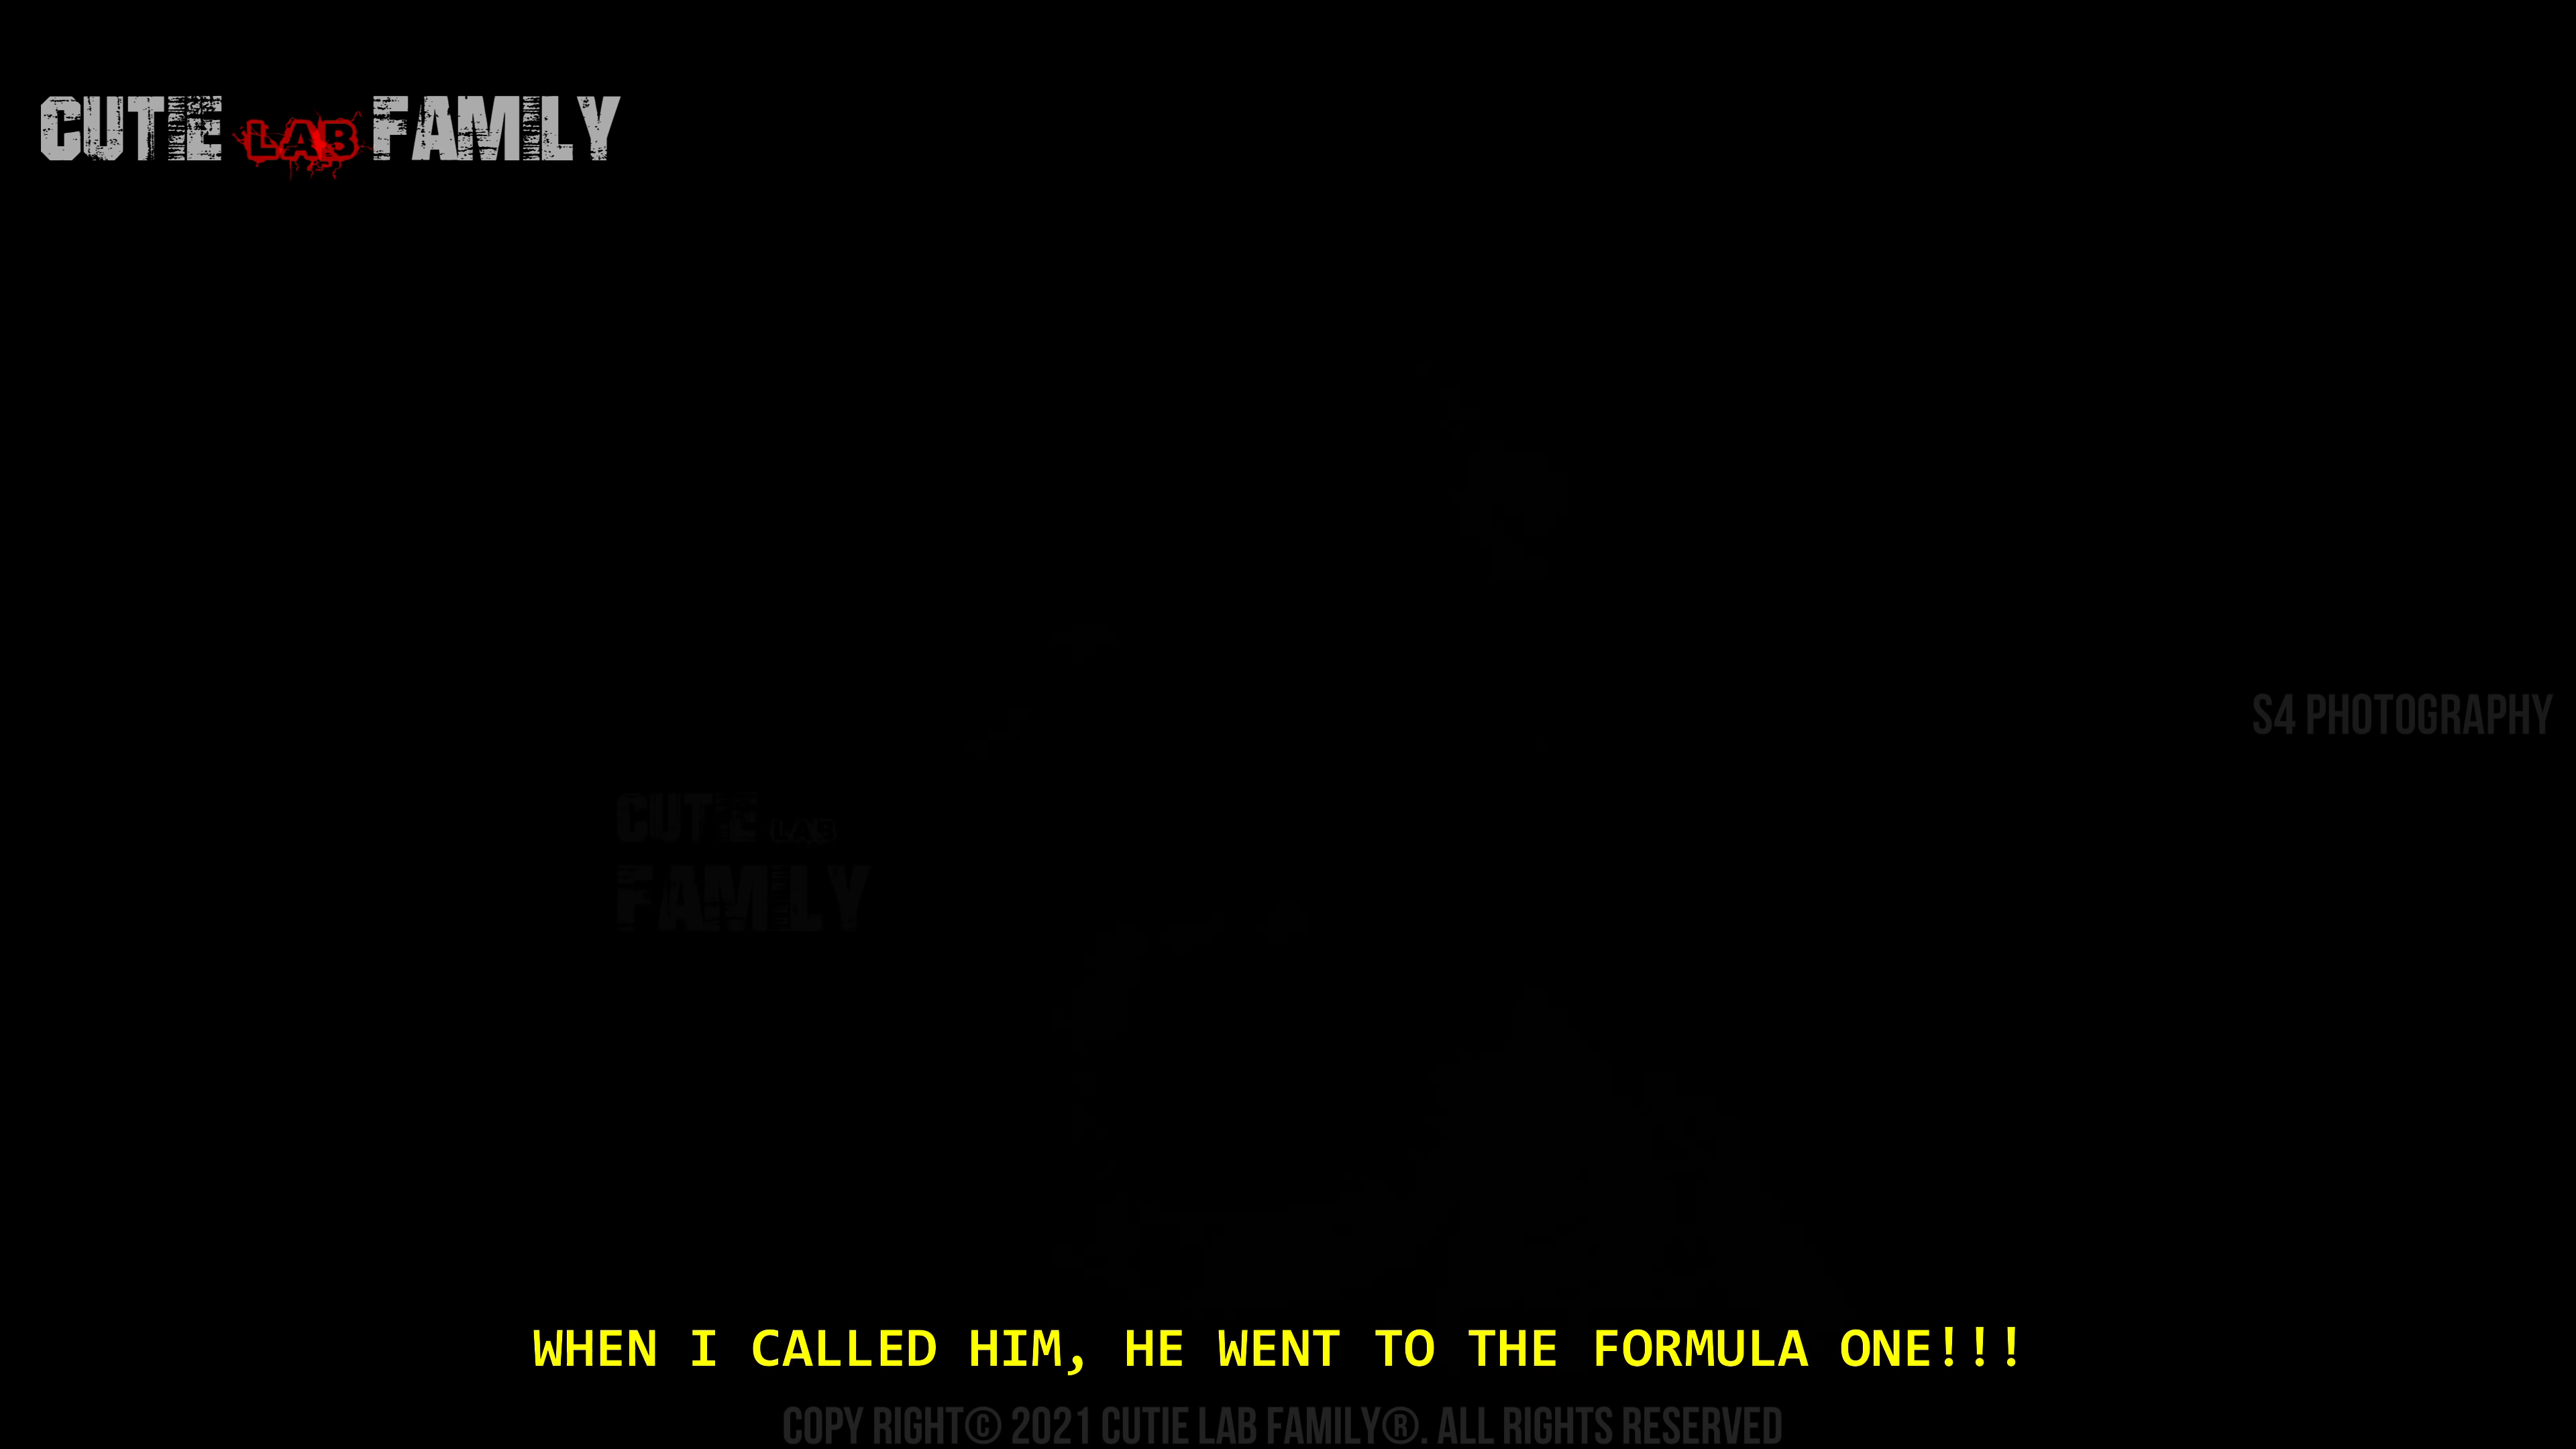 CUTIE LAB FAMILY
S4 PHOTOGRAPHY
CUTIE LAB
FAMILY
WHEN I CALLED HIM, HE WENT TO THE FORMULA ONE!!!
COPY RIGHT© 2021 CUTIE LAB FAMILY®. ALL RIGHTS RESERVED